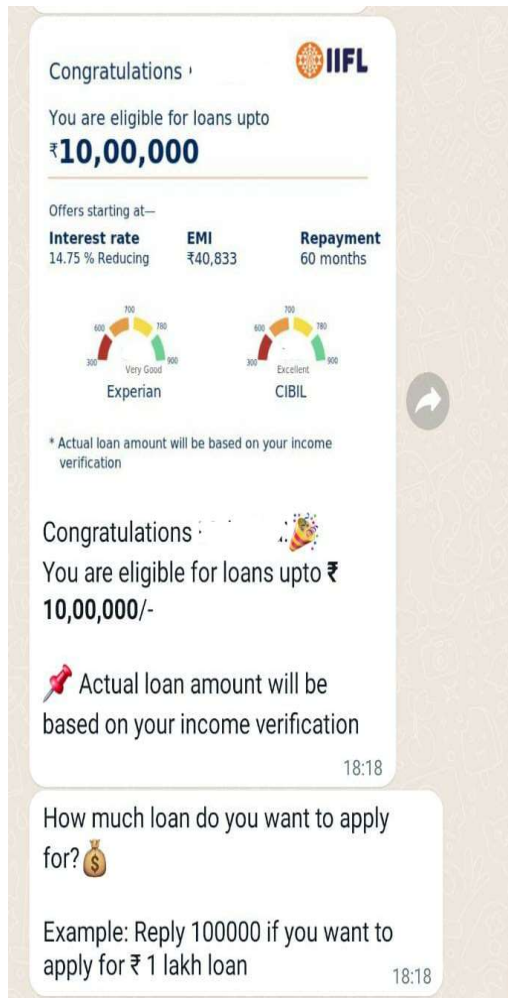 IIFL
Congratulations
You are eligible for loans upto
₹10,00,000
Offers starting at—
Interest rate EMI Repayment
14.75 % Reducing ₹40,833 60 months
700 700
600 780 600 780
300 Very Good 900 300 Excellent 900
Experian CIBIL
* Actual loan amount will be based on your income
verification
Congratulations
You are eligible for loans upto ₹
10,00,000/-
📌 Actual loan amount will be
based on your income verification
18:18
How much loan do you want to apply
for?💰
Example: Reply 100000 if you want to
apply for ₹ 1 lakh loan
18:18